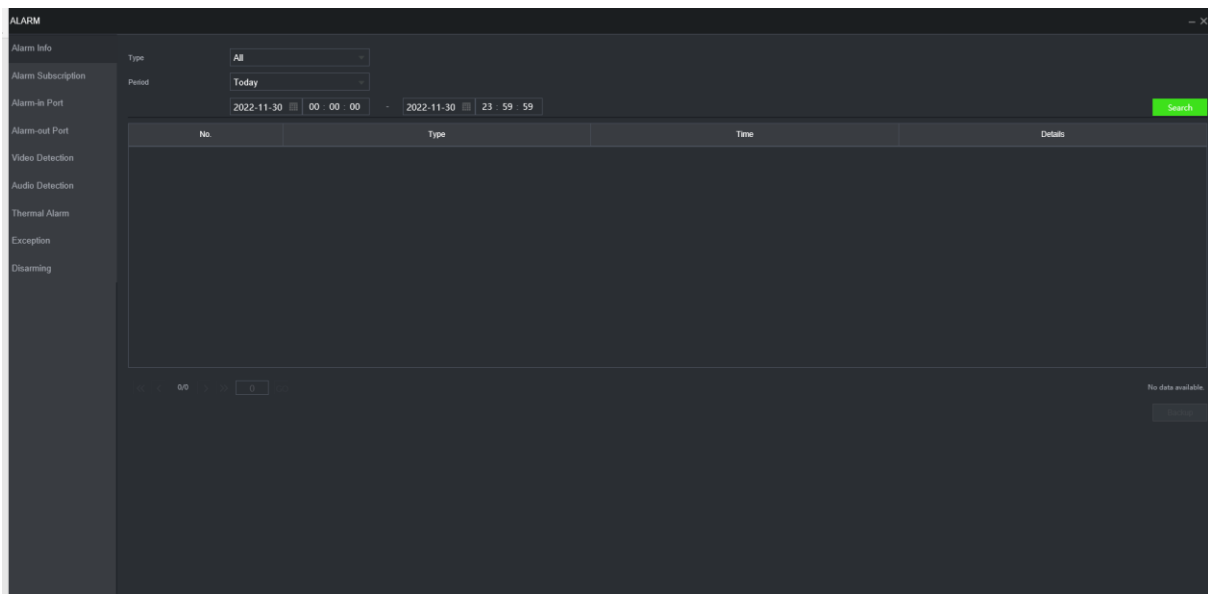 ALARM
Alarm Info
Alarm Subscription
Alarm-in Port
Alarm-out Port
Video Detection
Audio Detection
Thermal Alarm
Exception
Disarming
Type All
Period Today
2022-11-30 00 : 00 : 00 - 2022-11-30 23 : 59 : 59
Search
No. Type Time Details
0/0 0
No data available.